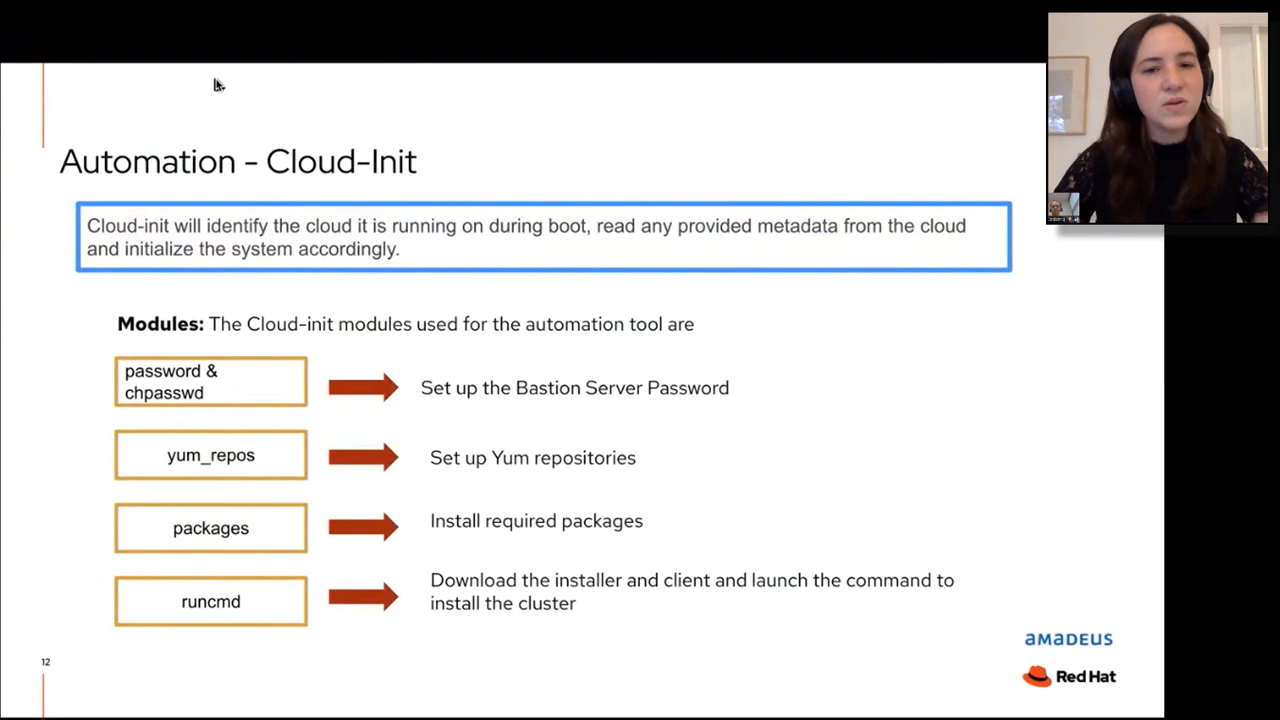 Automation - Cloud-Init
Cloud-init will identify the cloud it is running on during boot, read any provided metadata from the cloud
and initialize the system accordingly.
Modules: The Cloud-init modules used for the automation tool are
password &
chpasswd
Set up the Bastion Server Password
yum_repos
Set up Yum repositories
packages
Install required packages
runcmd
Download the installer and client and launch the command to
install the cluster
12
amadeus
Red Hat